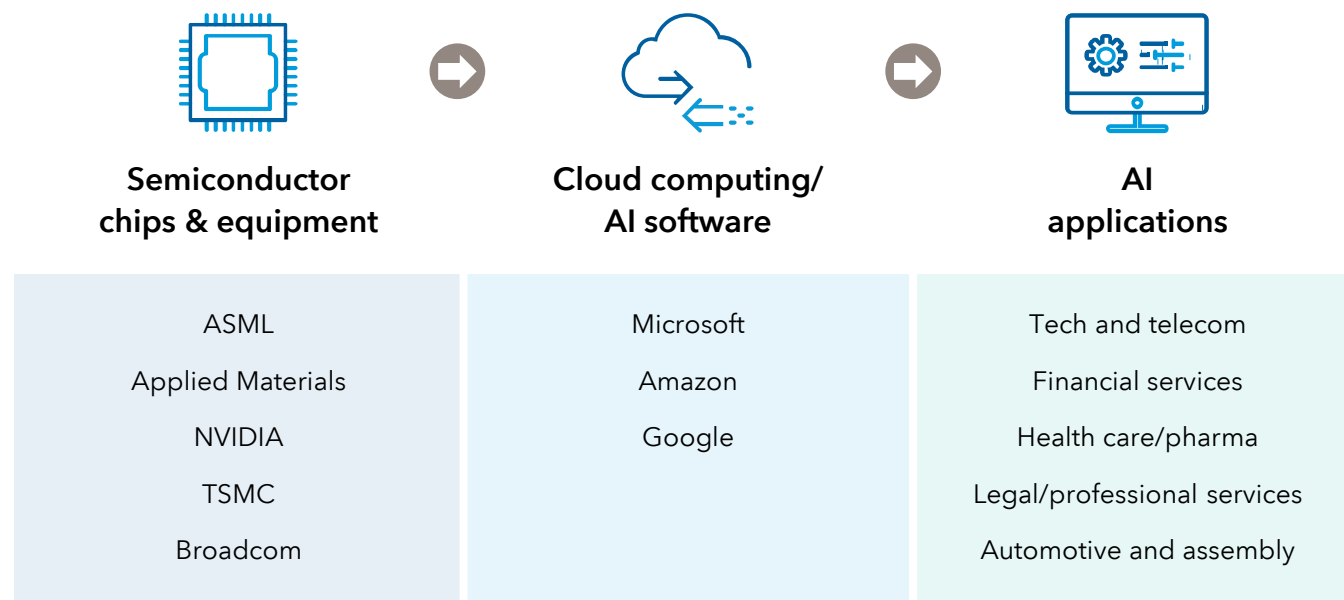 Semiconductor
chips & equipment
Cloud computing/
AI software
AI
applications
ASML
Applied Materials
NVIDIA
TSMC
Broadcom
Microsoft
Amazon
Google
Tech and telecom
Financial services
Health care/pharma
Legal/professional services
Automotive and assembly